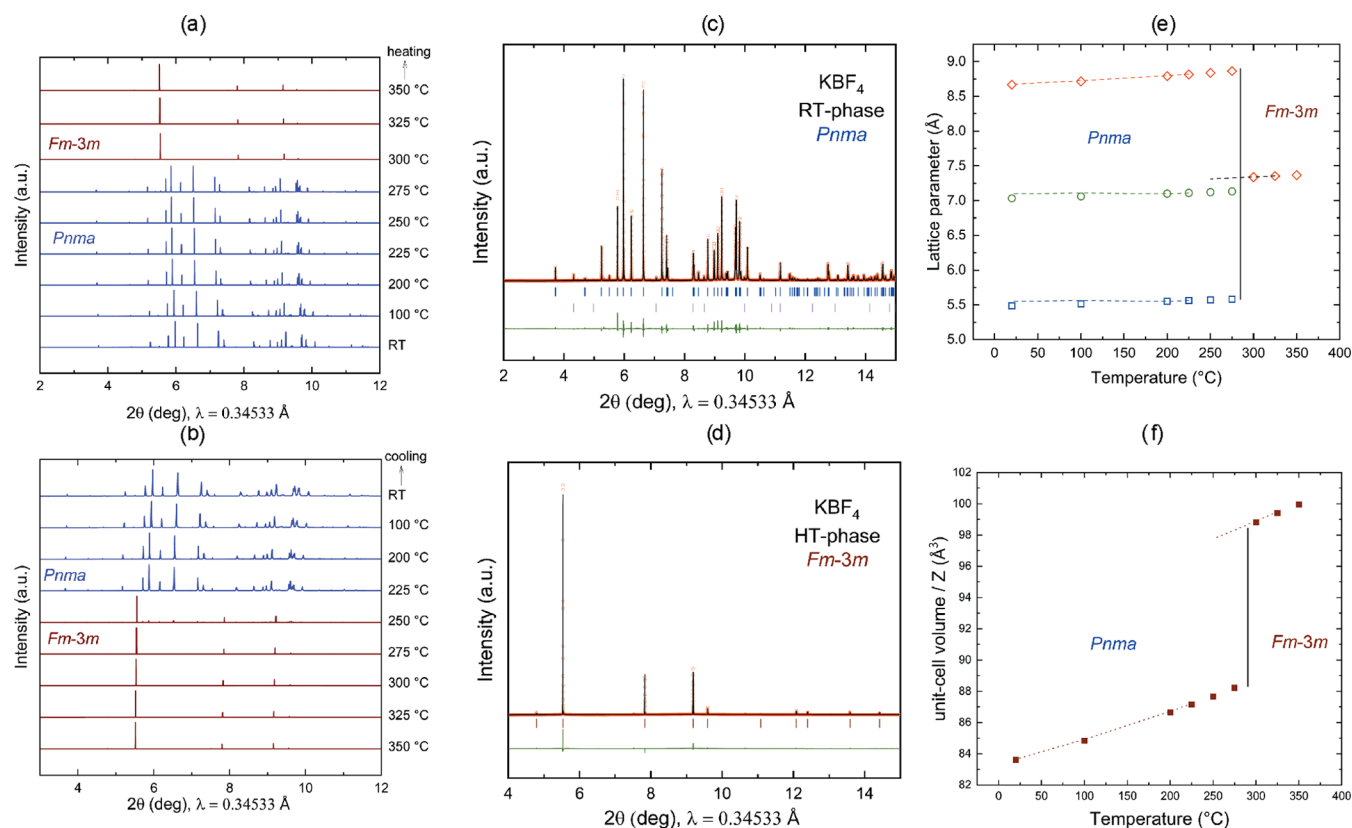 (a)
heating
350 °C
325 °C
Fm-3m
300 °C
275 °C
250 °C
Pnma
225 °C
200 °C
100 °C
RT
Intensity (a.u.)
2 4 6 8 10 12
2θ (deg), λ = 0.34533 Å
(b)
cooling
RT
100 °C
200 °C
Pnma
225 °C
250 °C
Fm-3m
275 °C
300 °C
325 °C
350 °C
Intensity (a.u.)
4 6 8 10 12
2θ (deg), λ = 0.34533 Å
(c)
KBF4
RT-phase
Pnma
Intensity (a.u.)
2 4 6 8 10 12 14
2θ (deg), λ = 0.34533 Å
(d)
KBF4
HT-phase
Fm-3m
Intensity (a.u.)
4 6 8 10 12 14
2θ (deg), λ = 0.34533 Å
(e)
9.0
8.5
8.0
7.5
7.0
6.5
6.0
5.5
5.0
Lattice parameter (Å)
Fm-3m
Pnma
0 50 100 150 200 250 300 350 400
Temperature (°C)
(f)
102
100
98
96
94
92
90
88
86
84
82
unit-cell volume / Z (Å3)
Pnma
Fm-3m
0 50 100 150 200 250 300 350 400
Temperature (°C)